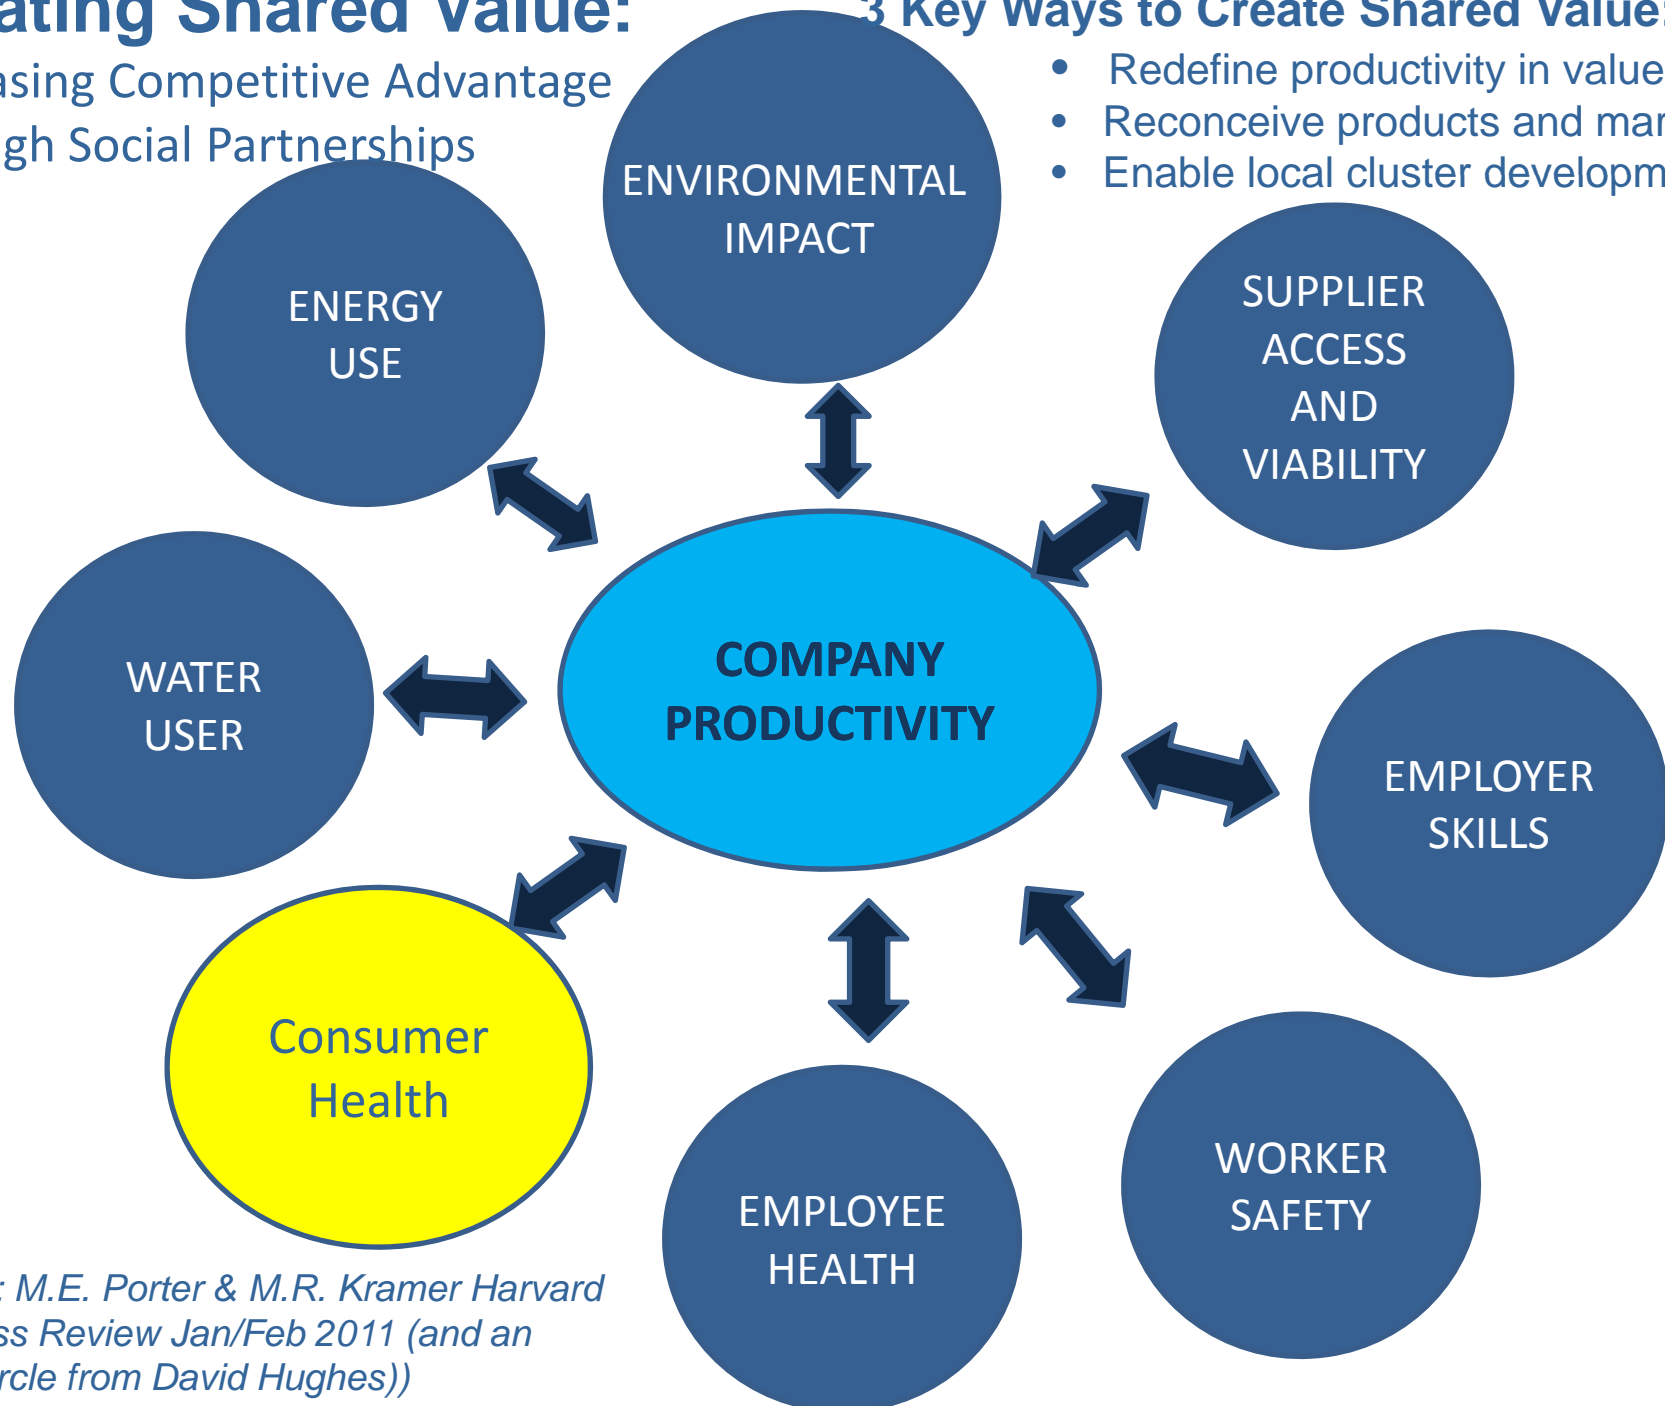 ating Shared Value:
asing Competitive Advantage
gh Social Partnerships
3 Key Ways to Create Shared Value:
• Redefine productivity in value
• Reconceive products and mar
• Enable local cluster developm
ENVIRONMENTAL
IMPACT
ENERGY
USE
SUPPLIER
ACCESS
AND
VIABILITY
WATER
USER
COMPANY
PRODUCTIVITY
EMPLOYER
SKILLS
Consumer
Health
EMPLOYEE
HEALTH
WORKER
SAFETY
: M.E. Porter & M.R. Kramer Harvard
ss Review Jan/Feb 2011 (and an
rcle from David Hughes))